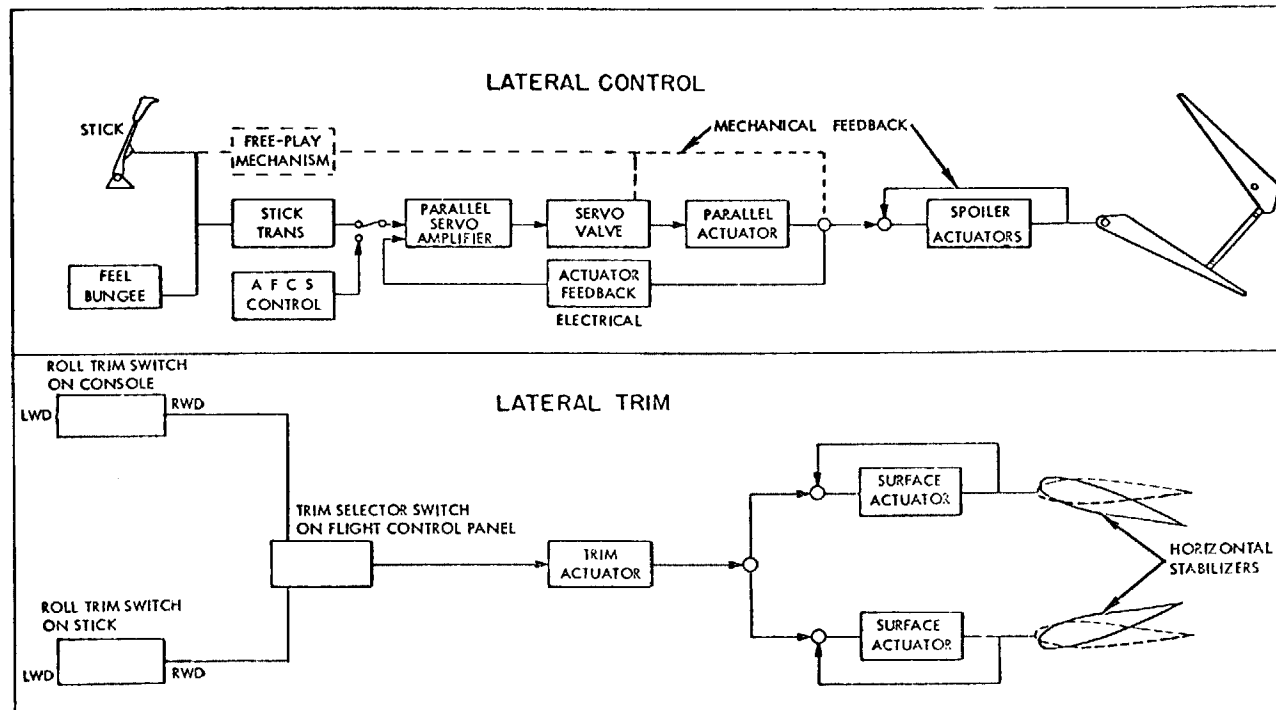 LATERAL CONTROL
STICK
FREE-PLAY
MECHANISM
MECHANICAL FEEDBACK
STICK
TRANS
PARALLEL
SERVO
AMPLIFIER
SERVO
VALVE
PARALLEL
ACTUATOR
SPOILER
ACTUATORS
FEEL
BUNGEE
A F C S
CONTROL
ACTUATOR
FEEDBACK
ELECTRICAL
ROLL TRIM SWITCH
ON CONSOLE
LWD
RWD
LATERAL TRIM
SURFACE
ACTUATOR
TRIM SELECTOR SWITCH
ON FLIGHT CONTROL PANEL
TRIM
ACTUATOR
HORIZONTAL
STABILIZERS
ROLL TRIM SWITCH
ON STICK
LWD
RWD
SURFACE
ACTUATOR